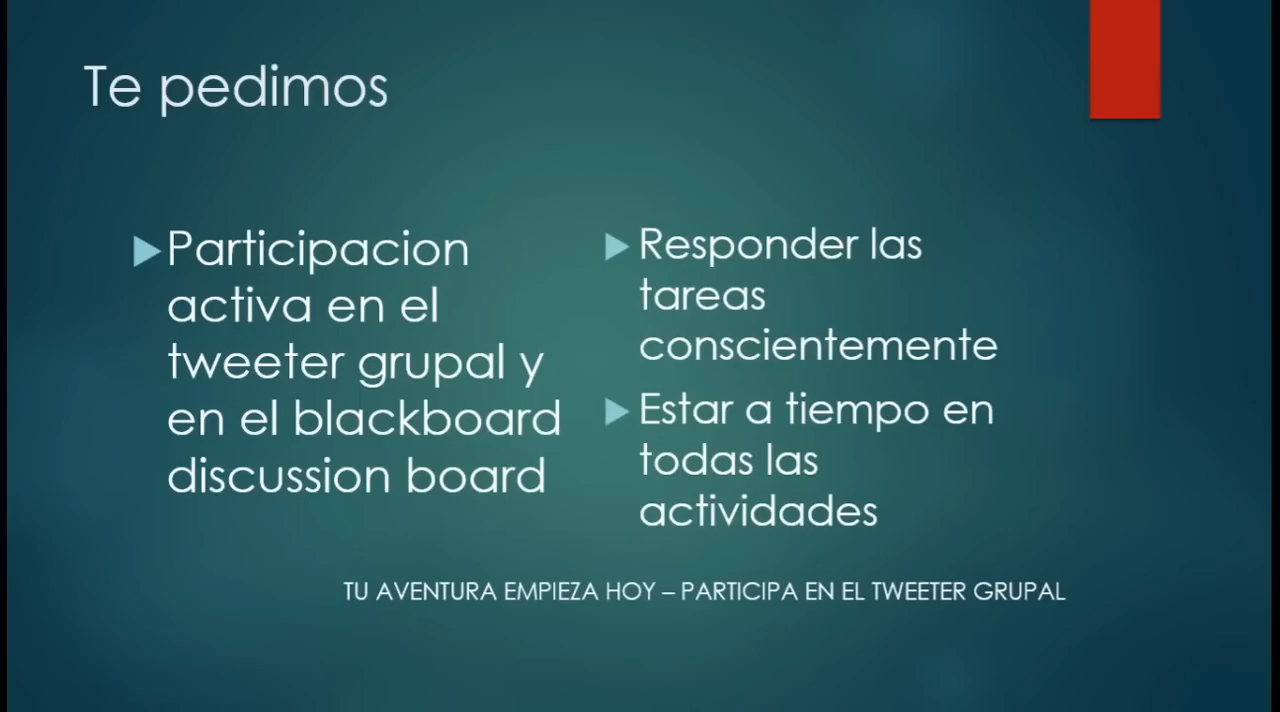 Te pedimos
Participacion
activa en el
tweeter grupal y
en el blackboard
discussion board
Responder las
tareas
conscientemente
Estar a tiempo en
todas las
actividades
TU AVENTURA EMPIEZA HOY – PARTICIPA EN EL TWEETER GRUPAL